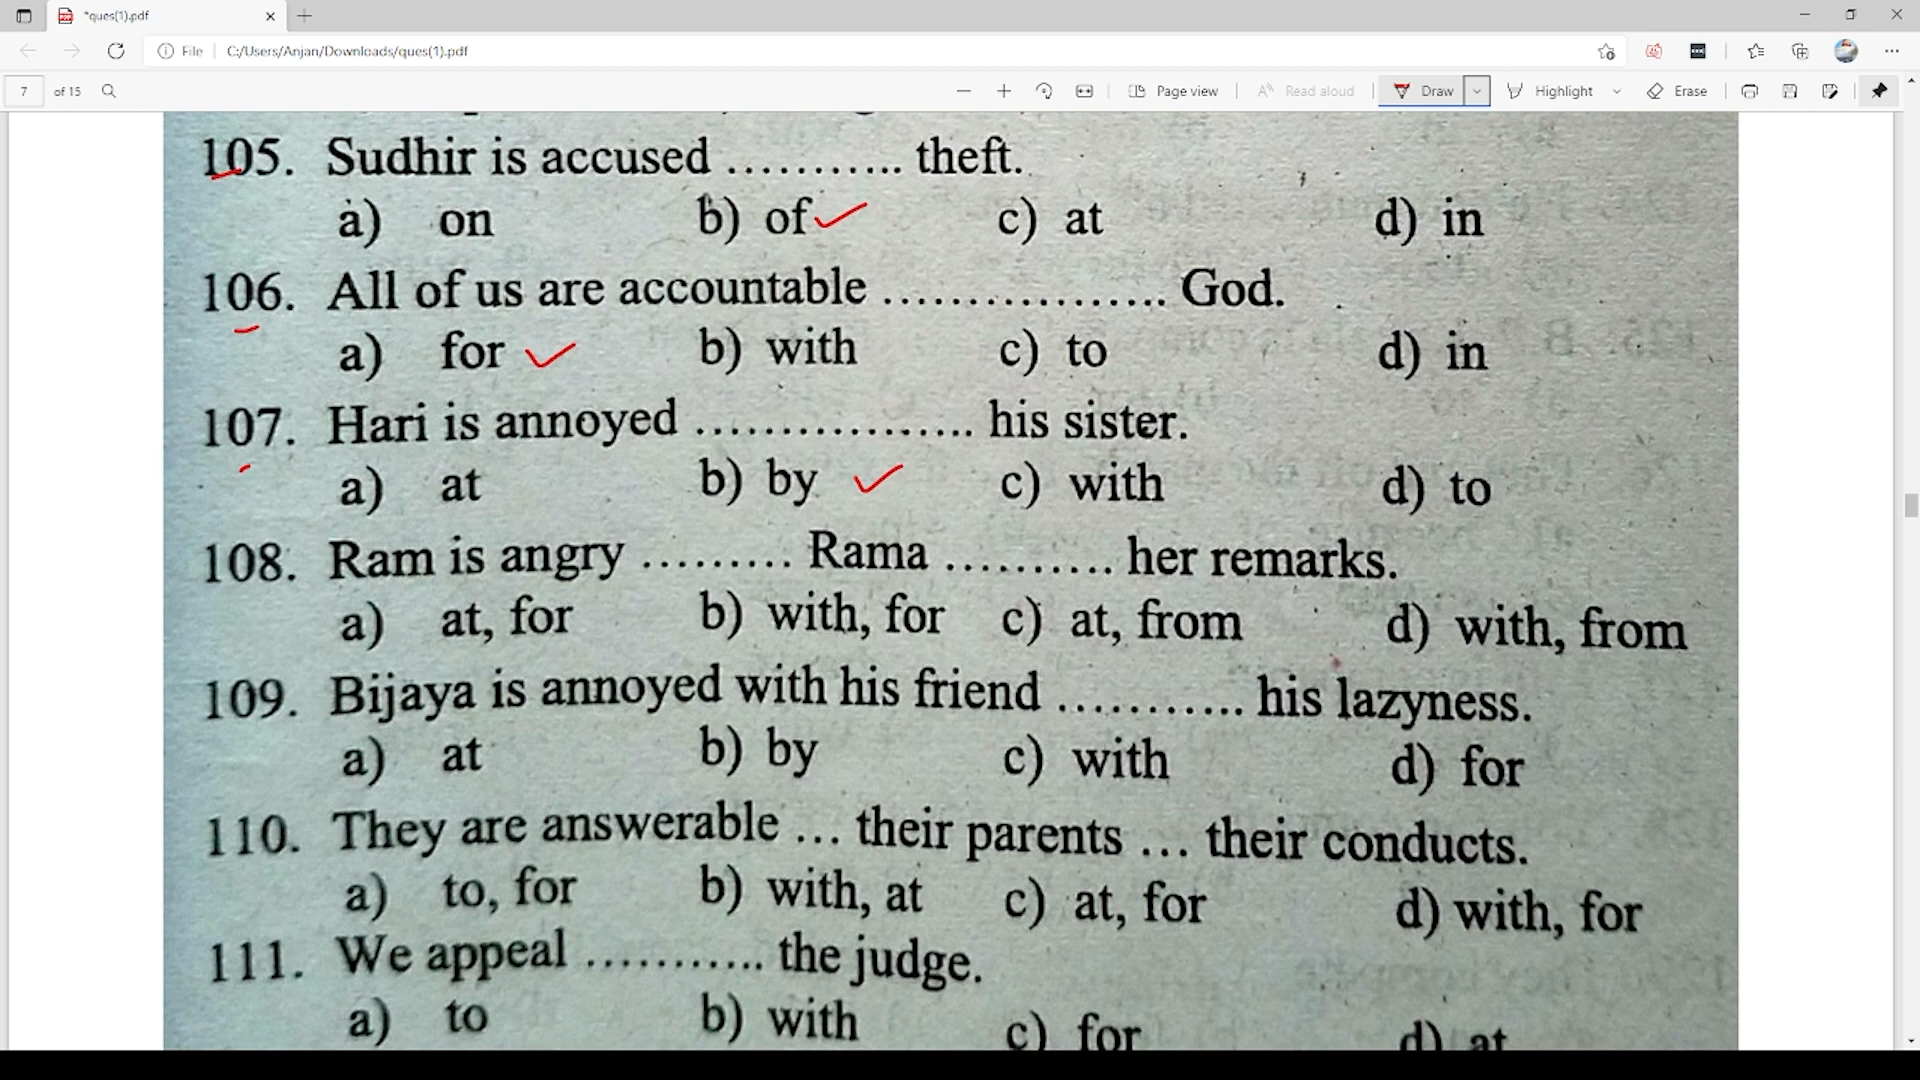 *ques(1).pdf
File C:/Users/Anjan/Downloads/ques(1).pdf
7 of 15 Page view Read aloud Draw Highlight Erase
105. Sudhir is accused ........... theft.
a) on b) of c) at d) in
106. All of us are accountable ................. God.
a) for b) with c) to d) in
107. Hari is annoyed ................. his sister.
a) at b) by c) with d) to
108. Ram is angry ......... Rama .......... her remarks.
a) at, for b) with, for c) at, from d) with, from
109. Bijaya is annoyed with his friend ........... his lazyness.
a) at b) by c) with d) for
110. They are answerable ... their parents ... their conducts.
a) to, for b) with, at c) at, for d) with, for
111. We appeal ........... the judge.
a) to b) with c) for d) at